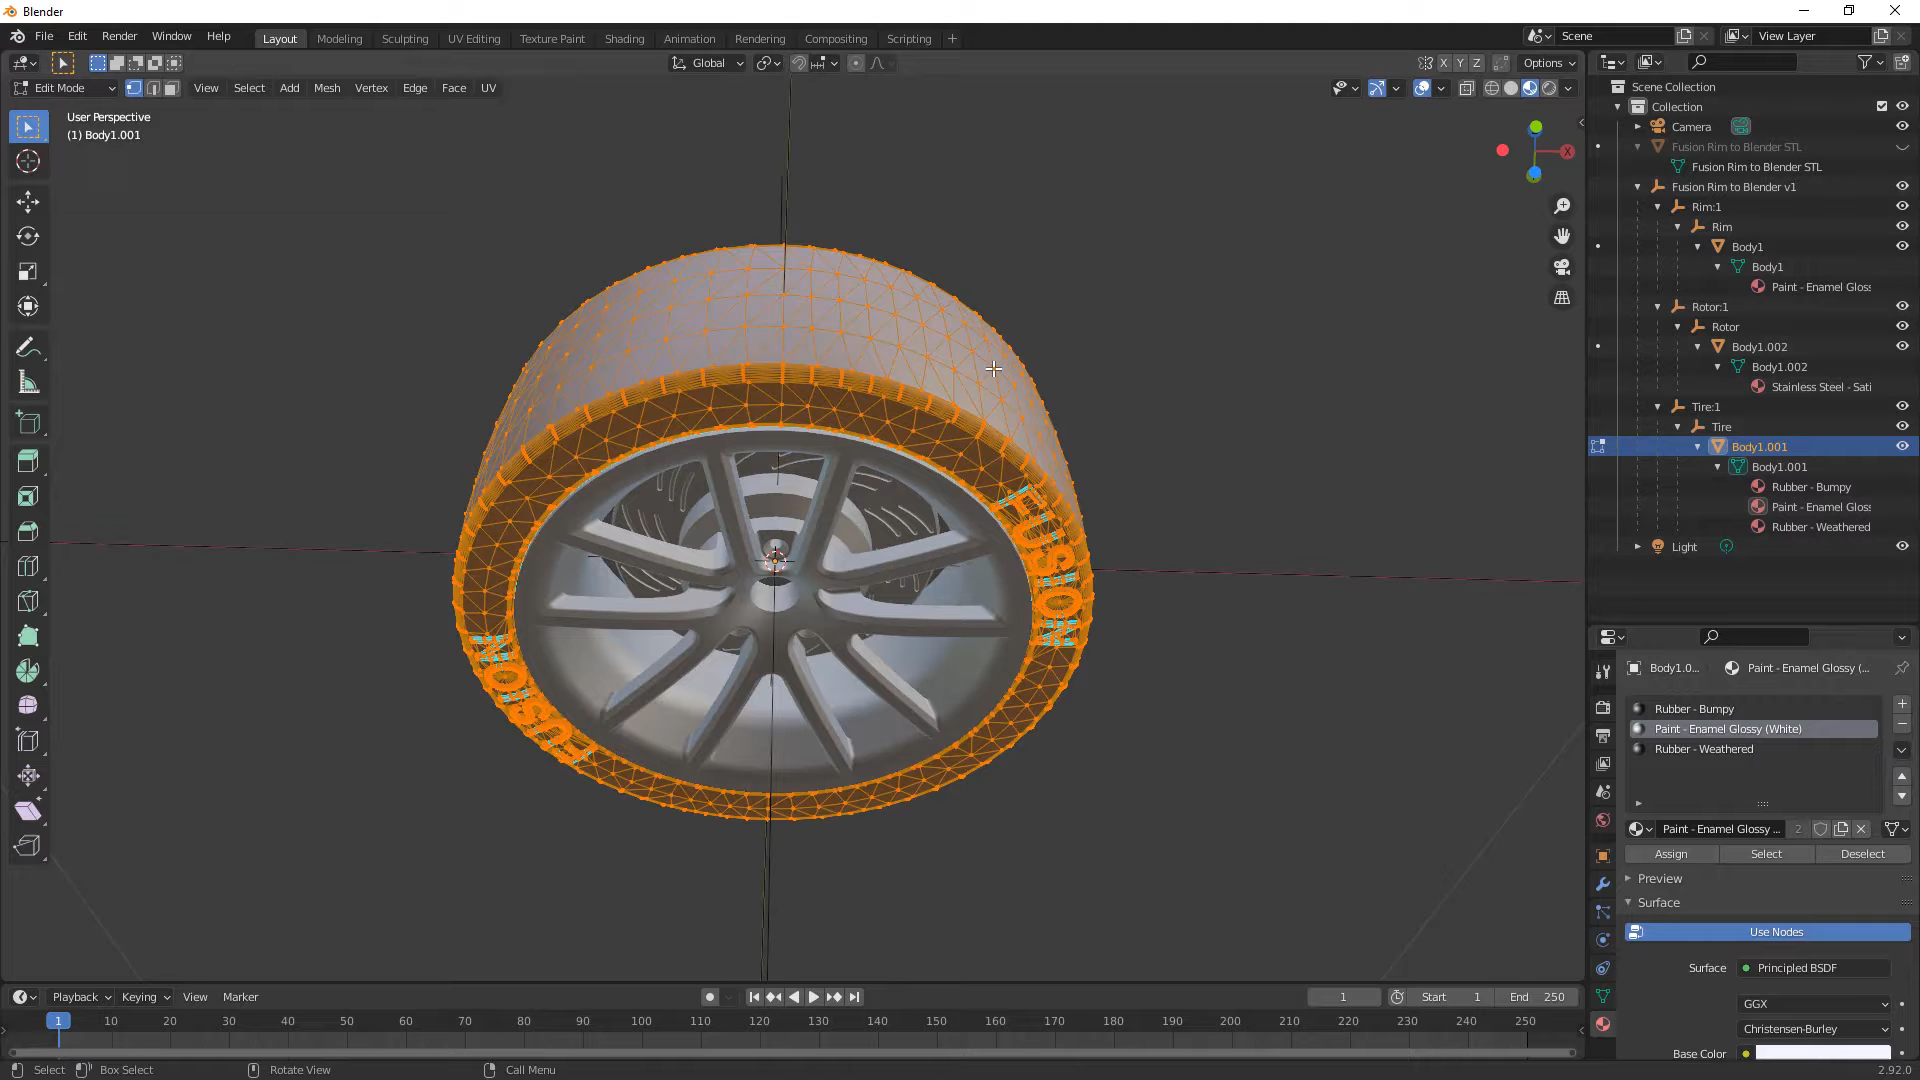 Blender
File Edit Render Window Help
Layout Modeling Sculpting UV Editing Texture Paint Shading Animation Rendering Compositing Scripting +
Scene
View Layer
Global
X Y Z
Options
Edit Mode
View Select Add Mesh Vertex Edge Face UV
User Perspective
(1) Body1.001
X
FUSION
FUSION
Scene Collection
Collection
Camera
Fusion Rim to Blender STL
Fusion Rim to Blender STL
Fusion Rim to Blender v1
Rim:1
Rim
Body1
Body1
Paint - Enamel Gloss
Rotor:1
Rotor
Body1.002
Body1.002
Stainless Steel - Sati
Tire:1
Tire
Body1.001
Body1.001
Rubber - Bumpy
Paint - Enamel Gloss
Rubber - Weathered
Light
Body1.0...
Paint - Enamel Glossy (...
Rubber - Bumpy
Paint - Enamel Glossy (White)
Rubber - Weathered
Paint - Enamel Glossy ...
2
Assign Select Deselect
Preview
Surface
Use Nodes
Surface
Principled BSDF
GGX
Christensen-Burley
Base Color
Playback Keying View Marker
1
Start 1
End 250
1 10 20 30 40 50 60 70 80 90 100 110 120 130 140 150 160 170 180 190 200 210 220 230 240 250
Select Box Select Rotate View Call Menu
2.92.0